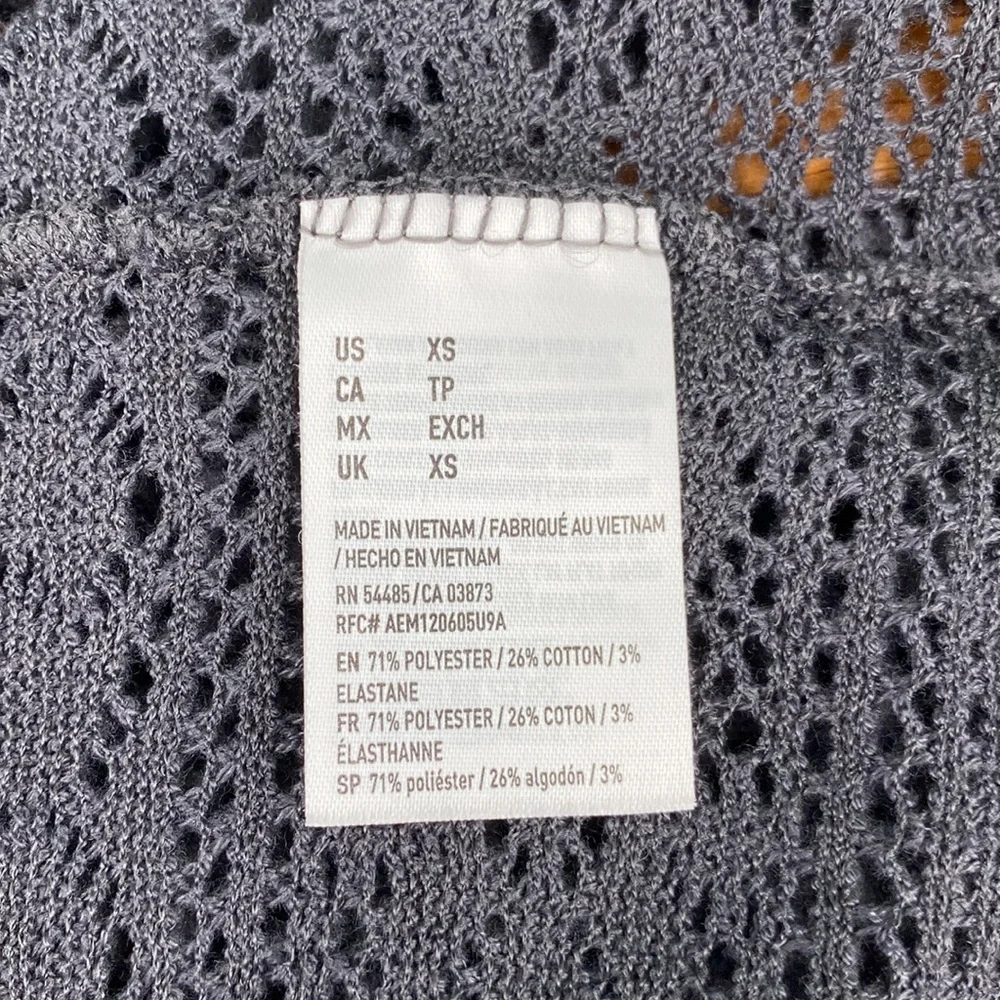 US XS
CA TP
MX EXCH
UK XS
MADE IN VIETNAM / FABRIQUÉ AU VIETNAM
/ HECHO EN VIETNAM
RN 54485 / CA 03873
RFC# AEM120605U9A
EN 71% POLYESTER / 26% COTTON / 3%
ELASTANE
FR 71% POLYESTER / 26% COTON / 3%
ÉLASTHANNE
SP 71% poliéster / 26% algodón / 3%